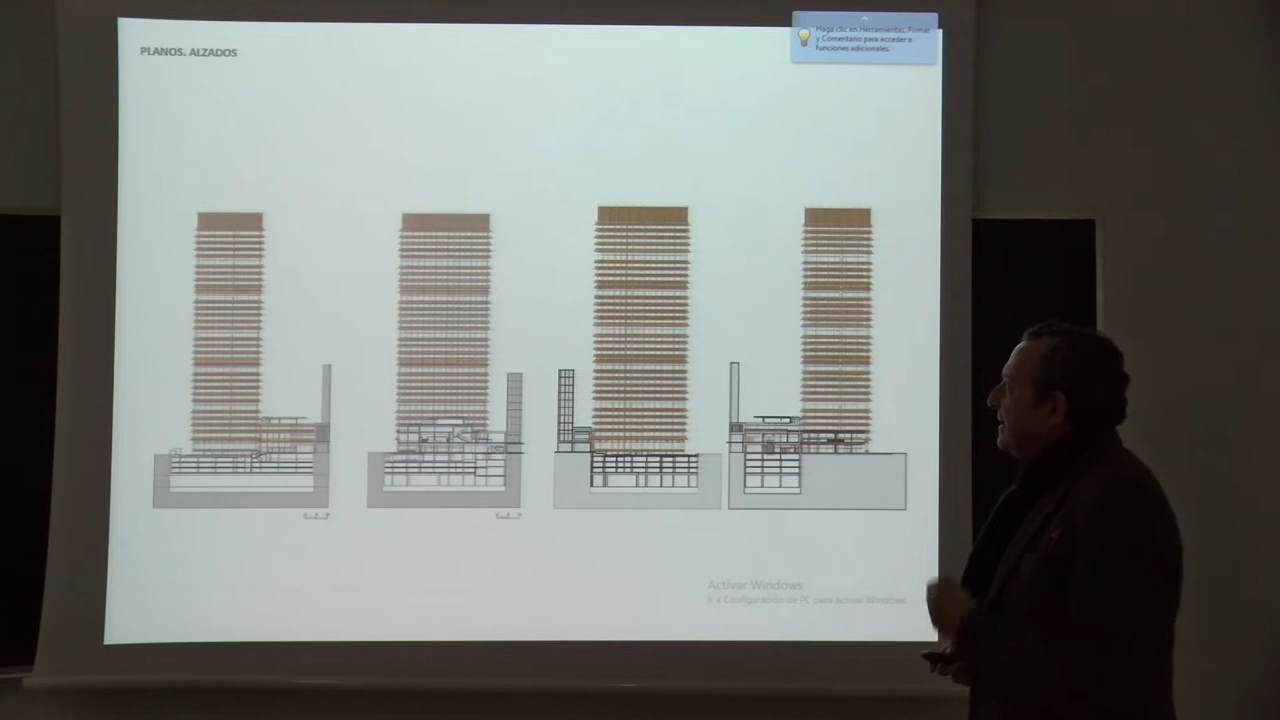 PLANOS. ALZADOS
Haga clic en Herramientas, Firmar
y Comentario para acceder a
funciones adicionales.
Activar Windows
Ir a Configuración de PC para activar Windows.